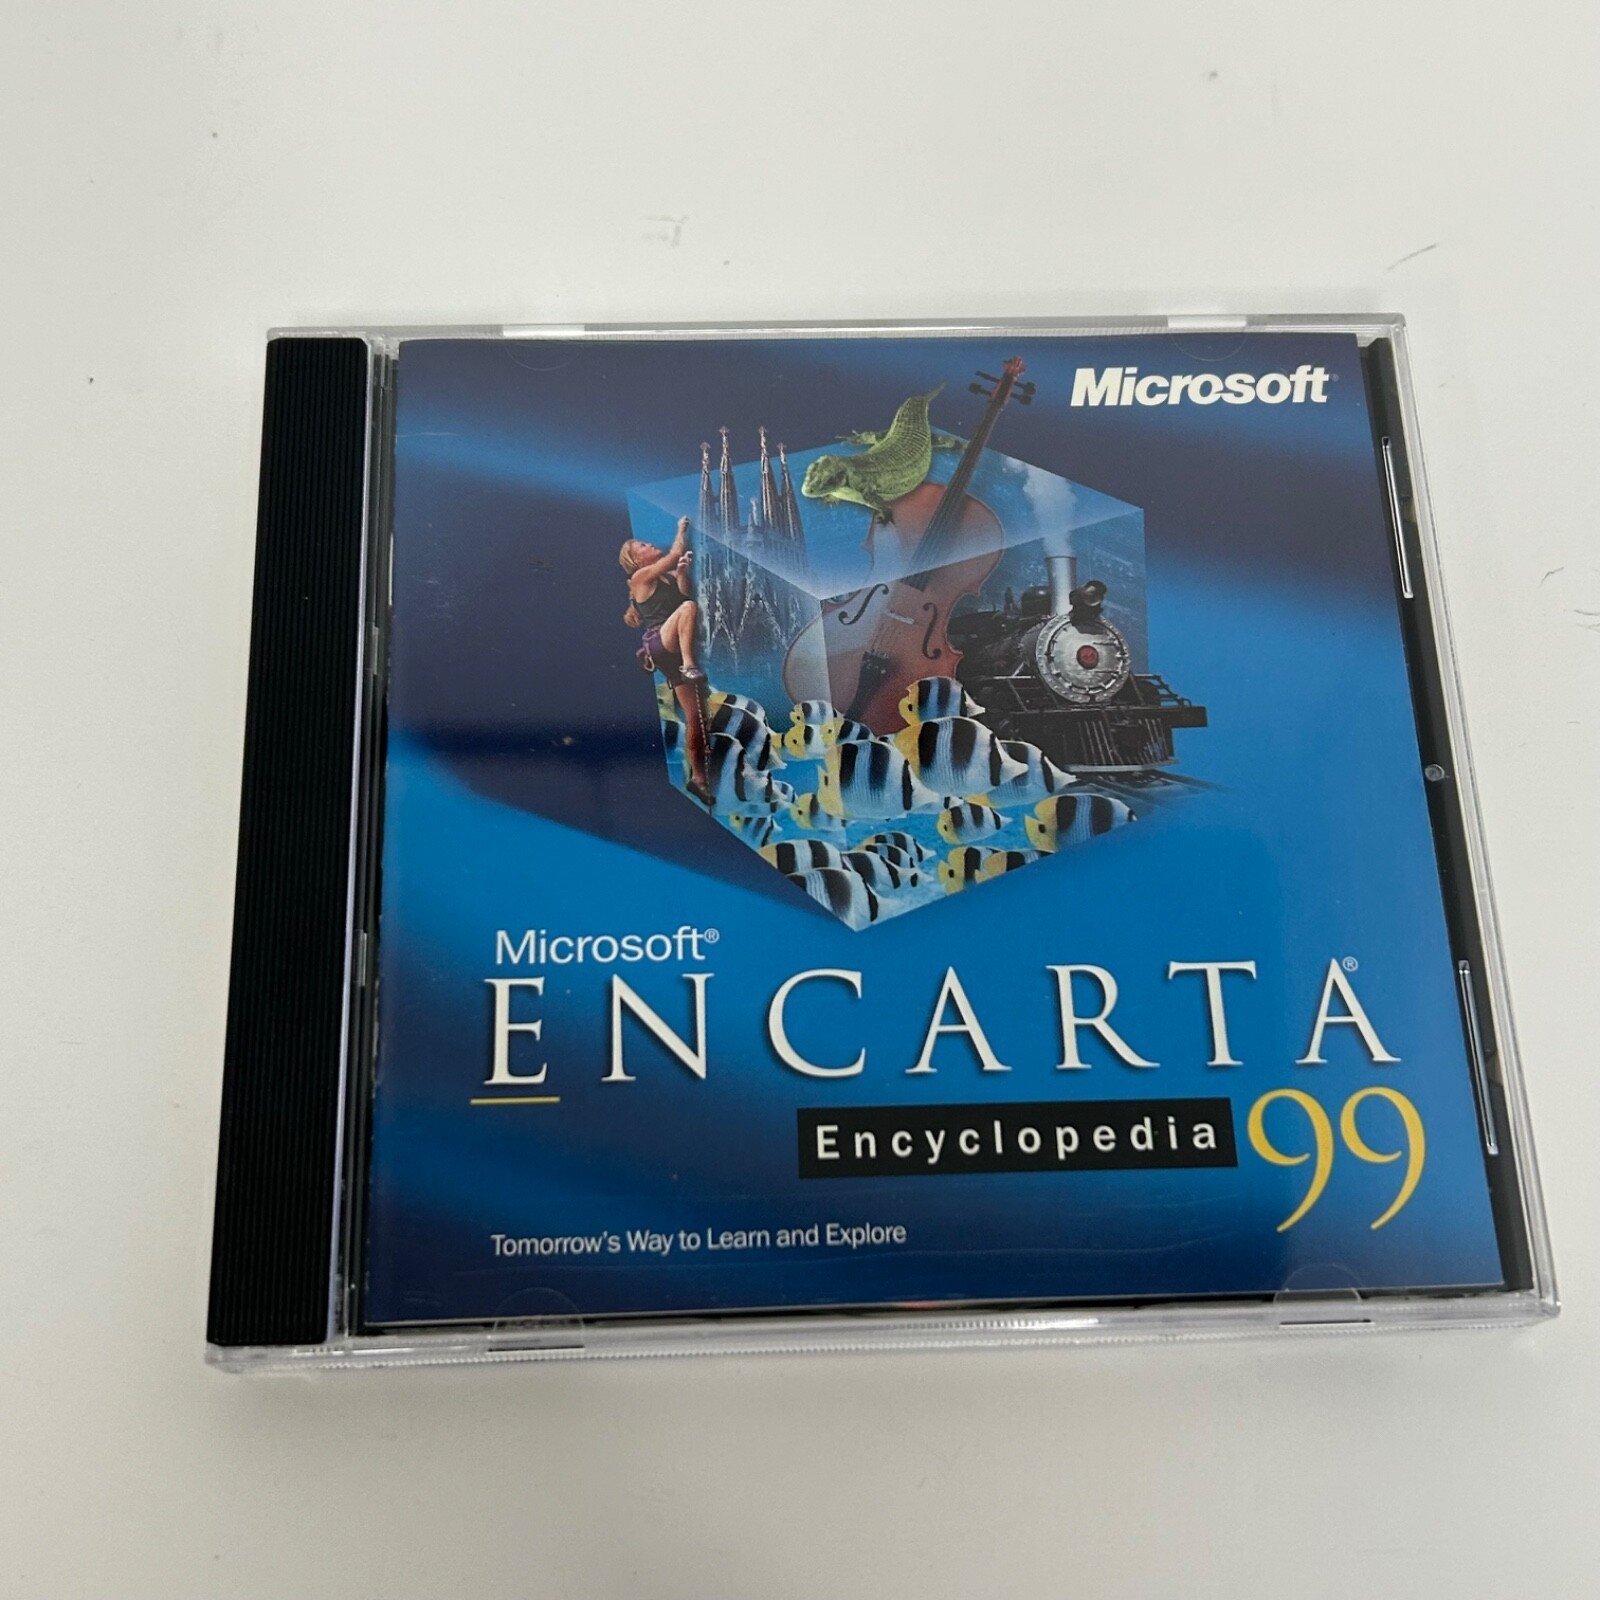 Microsoft®
Microsoft®
ENCARTA®
Encyclopedia 99
Tomorrow's Way to Learn and Explore